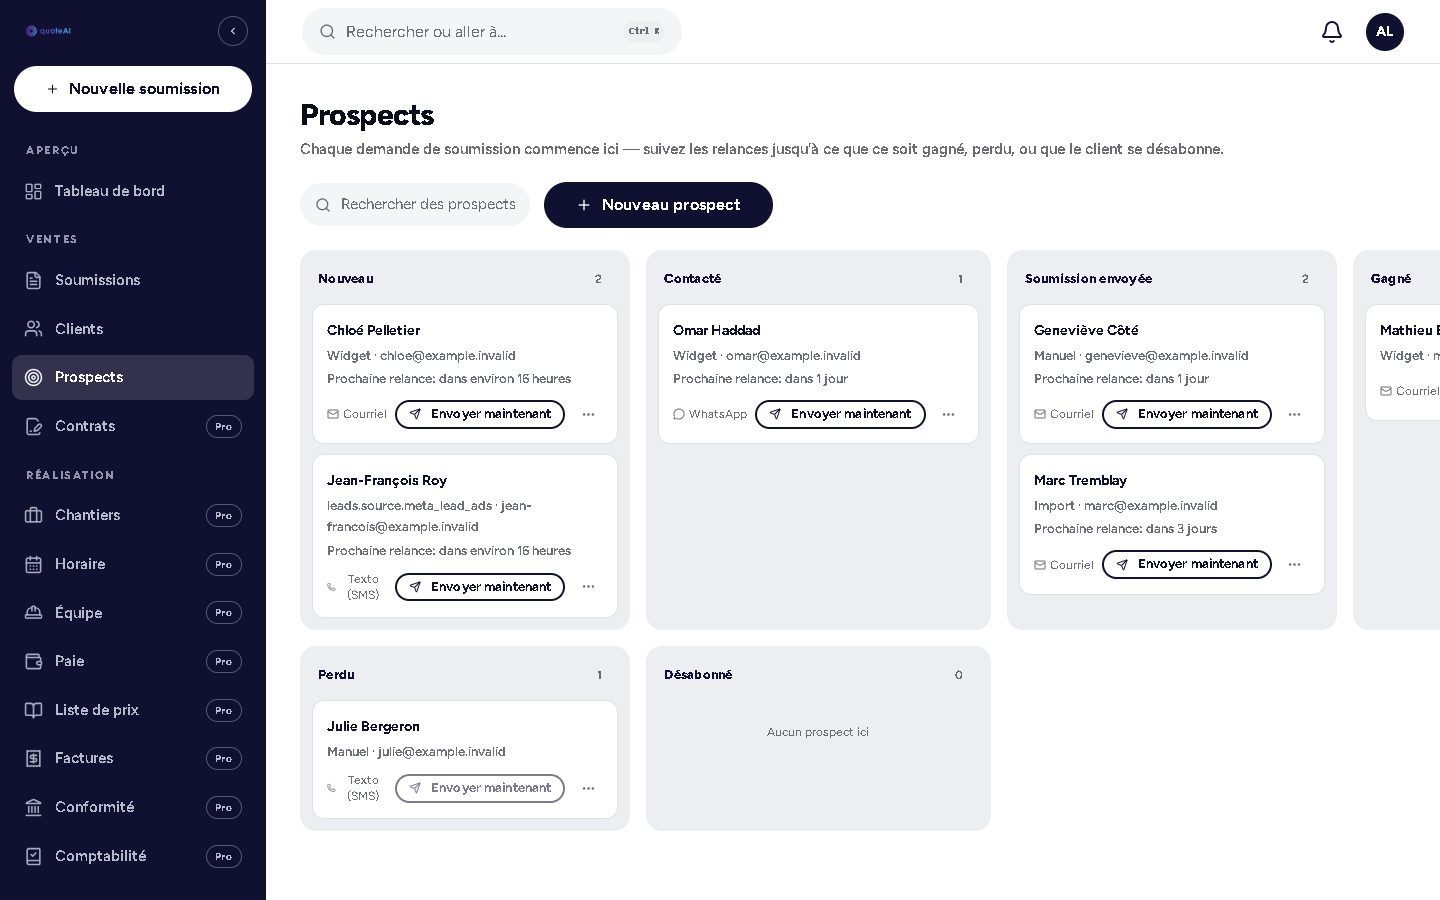 quoteAI
Nouvelle soumission
APERÇU
Tableau de bord
VENTES
Soumissions
Clients
Prospects
Contrats Pro
RÉALISATION
Chantiers Pro
Horaire Pro
Équipe Pro
Paie Pro
Liste de prix Pro
Factures Pro
Conformité Pro
Comptabilité Pro
Rechercher ou aller à... Ctrl K
AL
Prospects
Chaque demande de soumission commence ici — suivez les relances jusqu'à ce que ce soit gagné, perdu, ou que le client se désabonne.
Rechercher des prospects
Nouveau prospect
Nouveau 2
Chloé Pelletier
Widget · chloe@example.invalid
Prochaine relance: dans environ 16 heures
Courriel Envoyer maintenant
Jean-François Roy
leads.source.meta_lead_ads · jean-
francois@example.invalid
Prochaine relance: dans environ 16 heures
Texto
(SMS)
Envoyer maintenant
Contacté 1
Omar Haddad
Widget · omar@example.invalid
Prochaine relance: dans 1 jour
WhatsApp Envoyer maintenant
Soumission envoyée 2
Geneviève Côté
Manuel · genevieve@example.invalid
Prochaine relance: dans 1 jour
Courriel Envoyer maintenant
Marc Tremblay
Import · marc@example.invalid
Prochaine relance: dans 3 jours
Courriel Envoyer maintenant
Gagné
Mathieu
Widget ·
Courriel
Perdu 1
Julie Bergeron
Manuel · julie@example.invalid
Texto
(SMS)
Envoyer maintenant
Désabonné 0
Aucun prospect ici